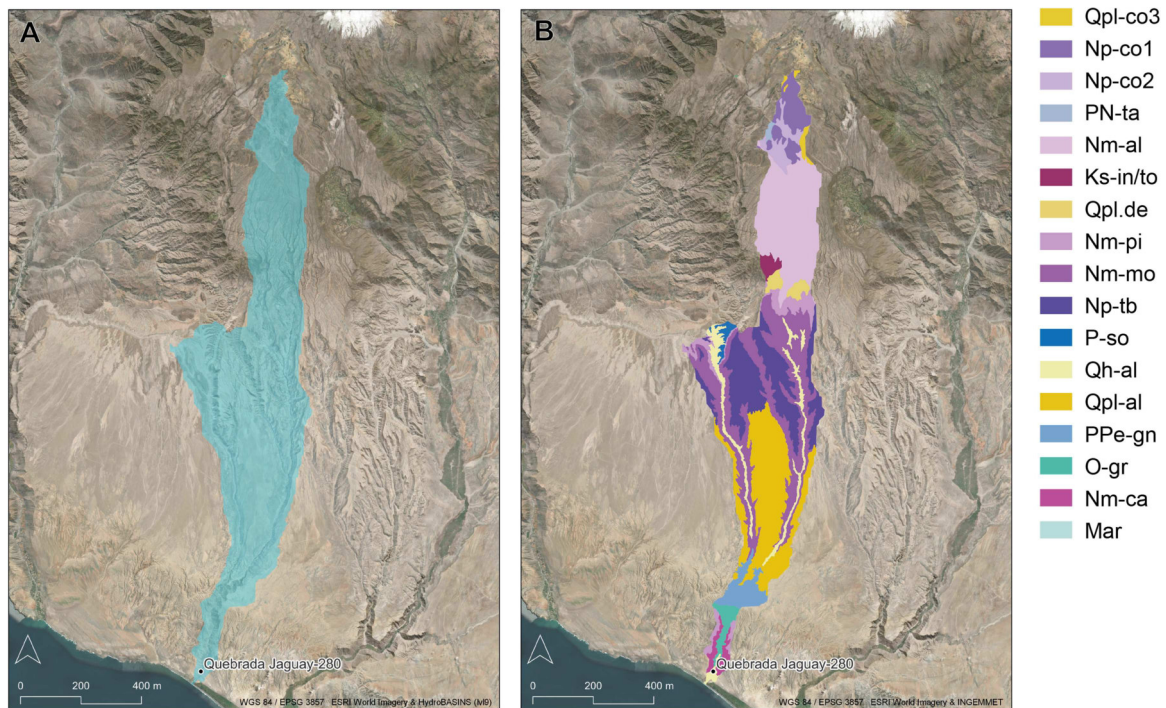 A
Quebrada Jaguay-280
0 200 400 m
WGS 84 / EPSG 3857 ESRI World Imagery & HydroBASINS (lvl9)
B
Quebrada Jaguay-280
0 200 400 m
WGS 84 / EPSG 3857 ESRI World Imagery & INGEMMET
Qpl-co3
Np-co1
Np-co2
PN-ta
Nm-al
Ks-in/to
Qpl.de
Nm-pi
Nm-mo
Np-tb
P-so
Qh-al
Qpl-al
PPe-gn
O-gr
Nm-ca
Mar